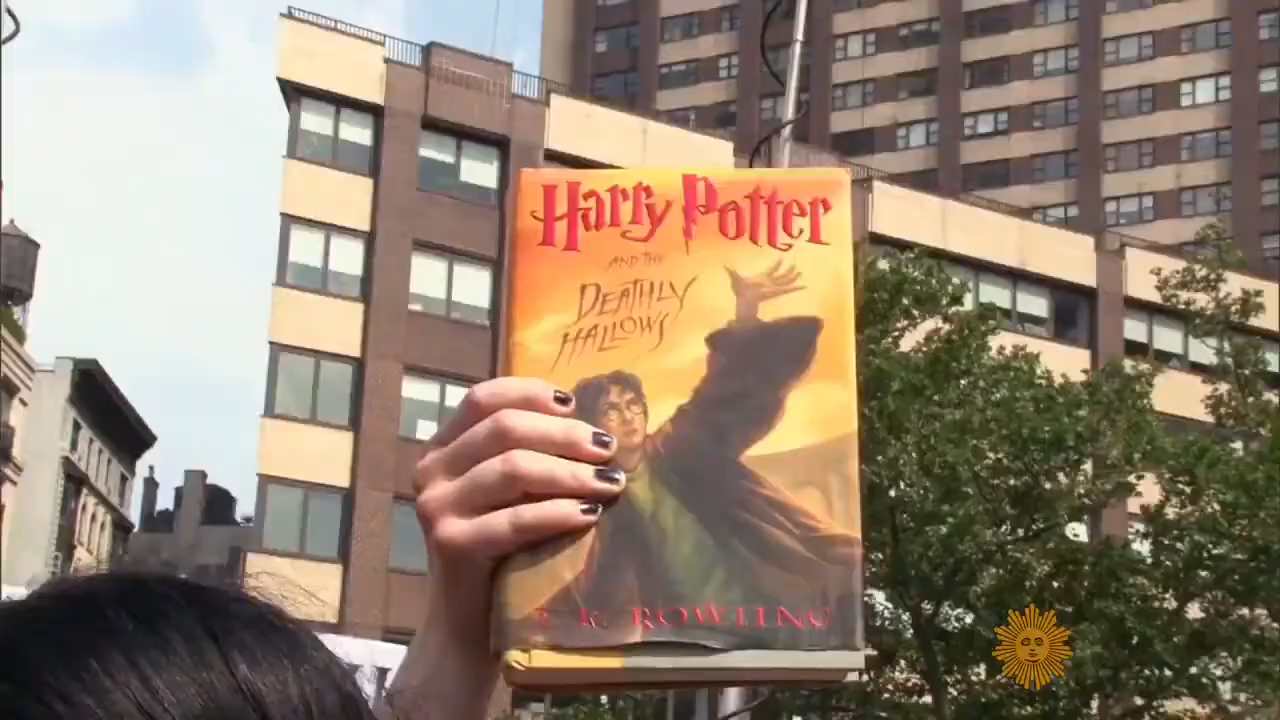 Harry Potter
AND THE
DEATHLY
HALLOWS
J. K. ROWLING